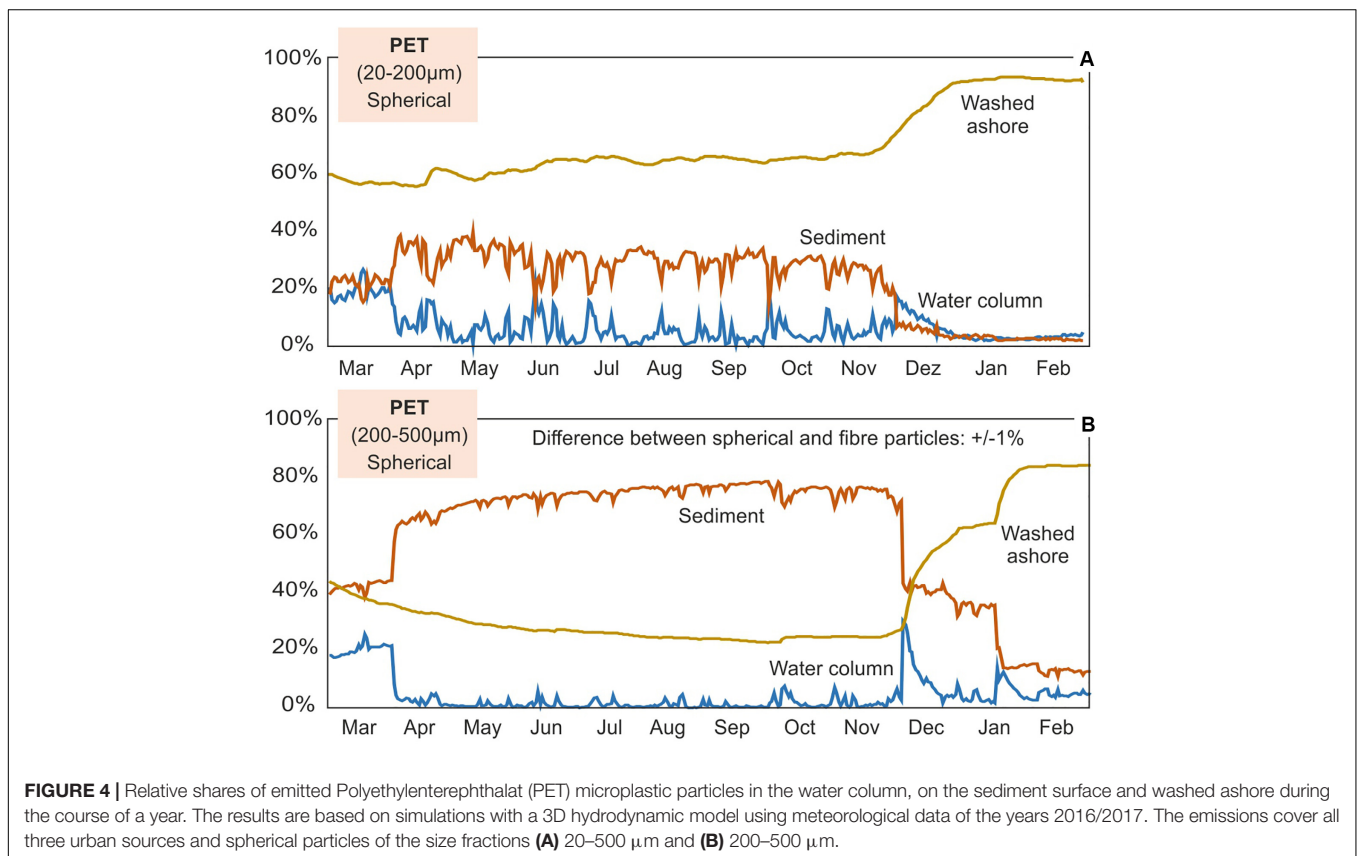 PET
(20-200µm)
Spherical
A
100%
80%
60%
40%
20%
0%
Washed
ashore
Sediment
Water column
Mar Apr May Jun Jul Aug Sep Oct Nov Dez Jan Feb
PET
(200-500µm)
Spherical
B
Difference between spherical and fibre particles: +/-1%
100%
80%
60%
40%
20%
0%
Sediment
Washed
ashore
Water column
Mar Apr May Jun Jul Aug Sep Oct Nov Dec Jan Feb
FIGURE 4 | Relative shares of emitted Polyethylenterephthalat (PET) microplastic particles in the water column, on the sediment surface and washed ashore during
the course of a year. The results are based on simulations with a 3D hydrodynamic model using meteorological data of the years 2016/2017. The emissions cover all
three urban sources and spherical particles of the size fractions (A) 20–500 µm and (B) 200–500 µm.